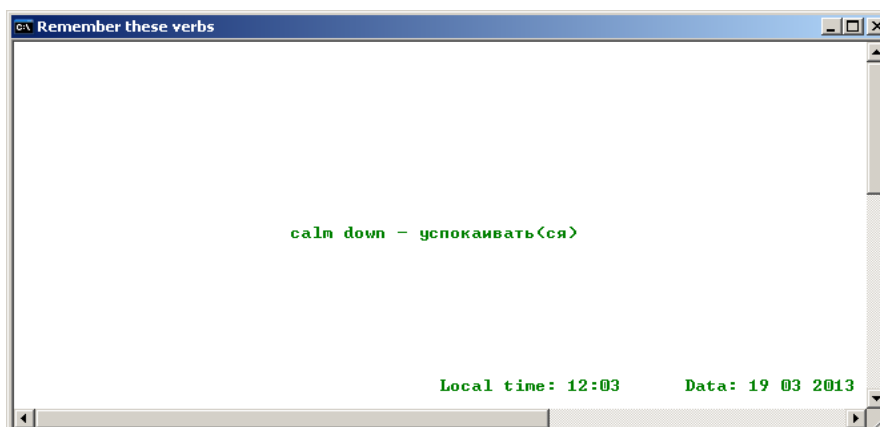 Remember these verbs
calm down - успокаивать(ся)
Local time: 12:03 Data: 19 03 2013